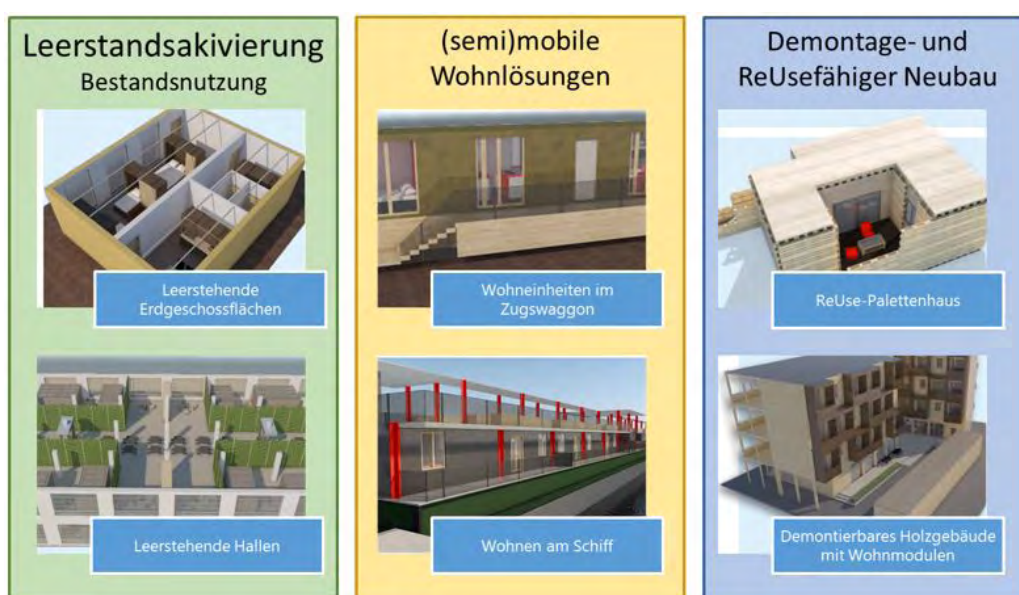 Leerstandsakivierung
Bestandsnutzung
Leerstehende
Erdgeschossflächen
Leerstehende Hallen
(semi)mobile
Wohnlösungen
Wohneinheiten im
Zugswaggon
Wohnen am Schiff
Demontage- und
ReUsefähiger Neubau
ReUse-Palettenhaus
Demontierbares Holzgebäude
mit Wohnmodulen